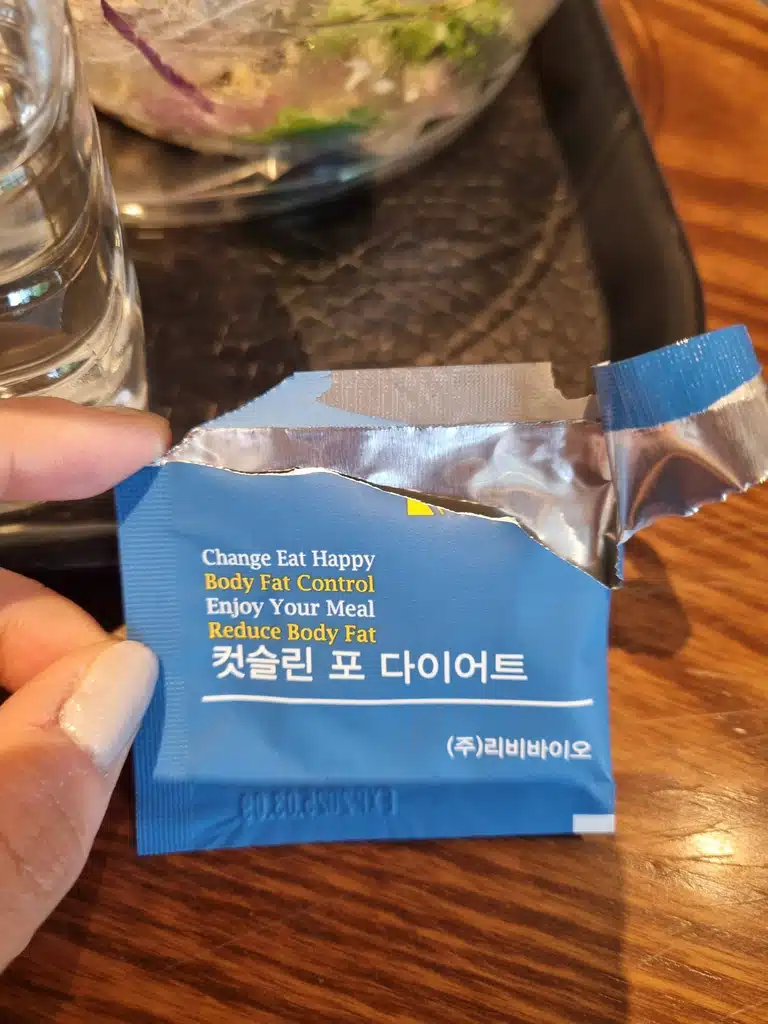 Change Eat Happy
Body Fat Control
Enjoy Your Meal
Reduce Body Fat
컷슬린 포 다이어트
(주)리비바이오